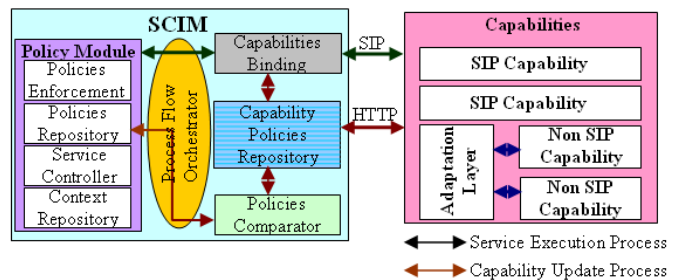 SCIM
Policy Module
Policies
Enforcement
Policies
Repository
Service
Controller
Context
Repository
Process Flow
Orchestrator
Capabilities
Binding
Capability
Policies
Repository
Policies
Comparator
SIP
HTTP
Capabilities
SIP Capability
SIP Capability
Adaptation
Layer
Non SIP
Capability
Non SIP
Capability
Service Execution Process
Capability Update Process